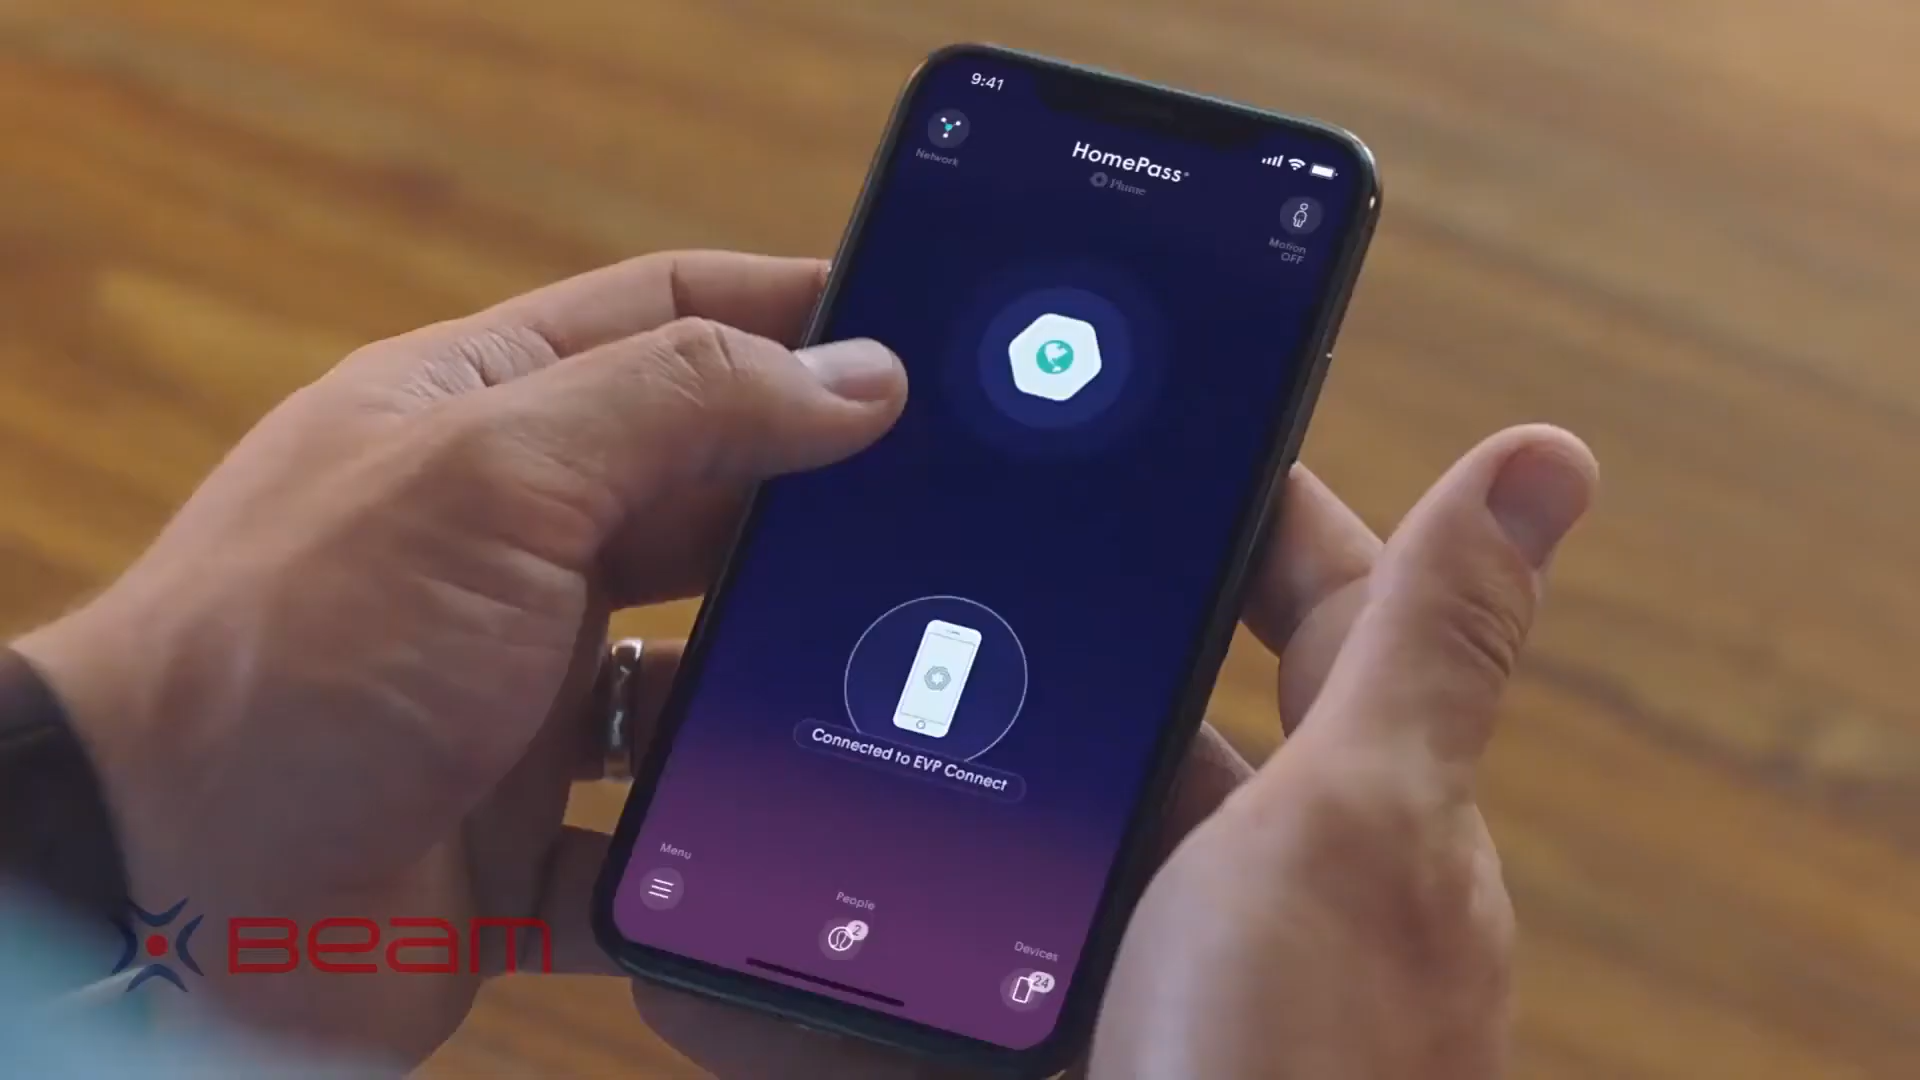 9:41
Network
HomePass
Plume
Motion
OFF
Connected to EVP Connect
Menu
People
2
Devices
24
Beam